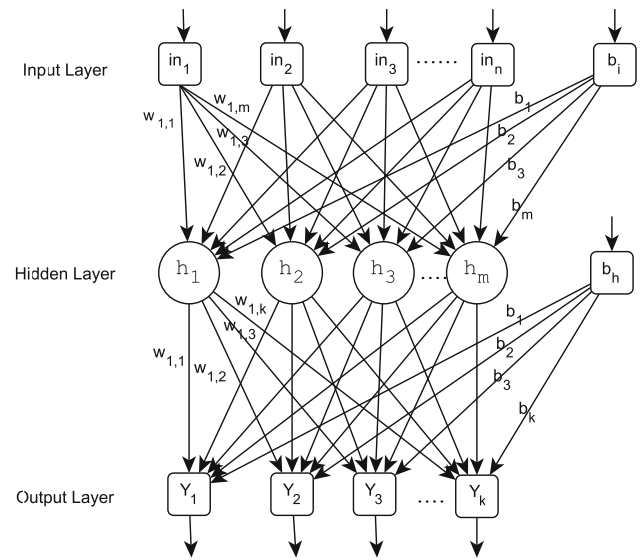 Input Layer in₁ in₂ in₃ ...... inₙ bᵢ
w₁,₁ w₁,ₘ b₁
w₁,₃ b₂
w₁,₂ b₃
bₘ
Hidden Layer h₁ h₂ h₃ .... hₘ bₕ
w₁,ₖ b₁
w₁,₃ b₂
w₁,₁ w₁,₂ b₃
bₖ
Output Layer Y₁ Y₂ Y₃ .... Yₖ